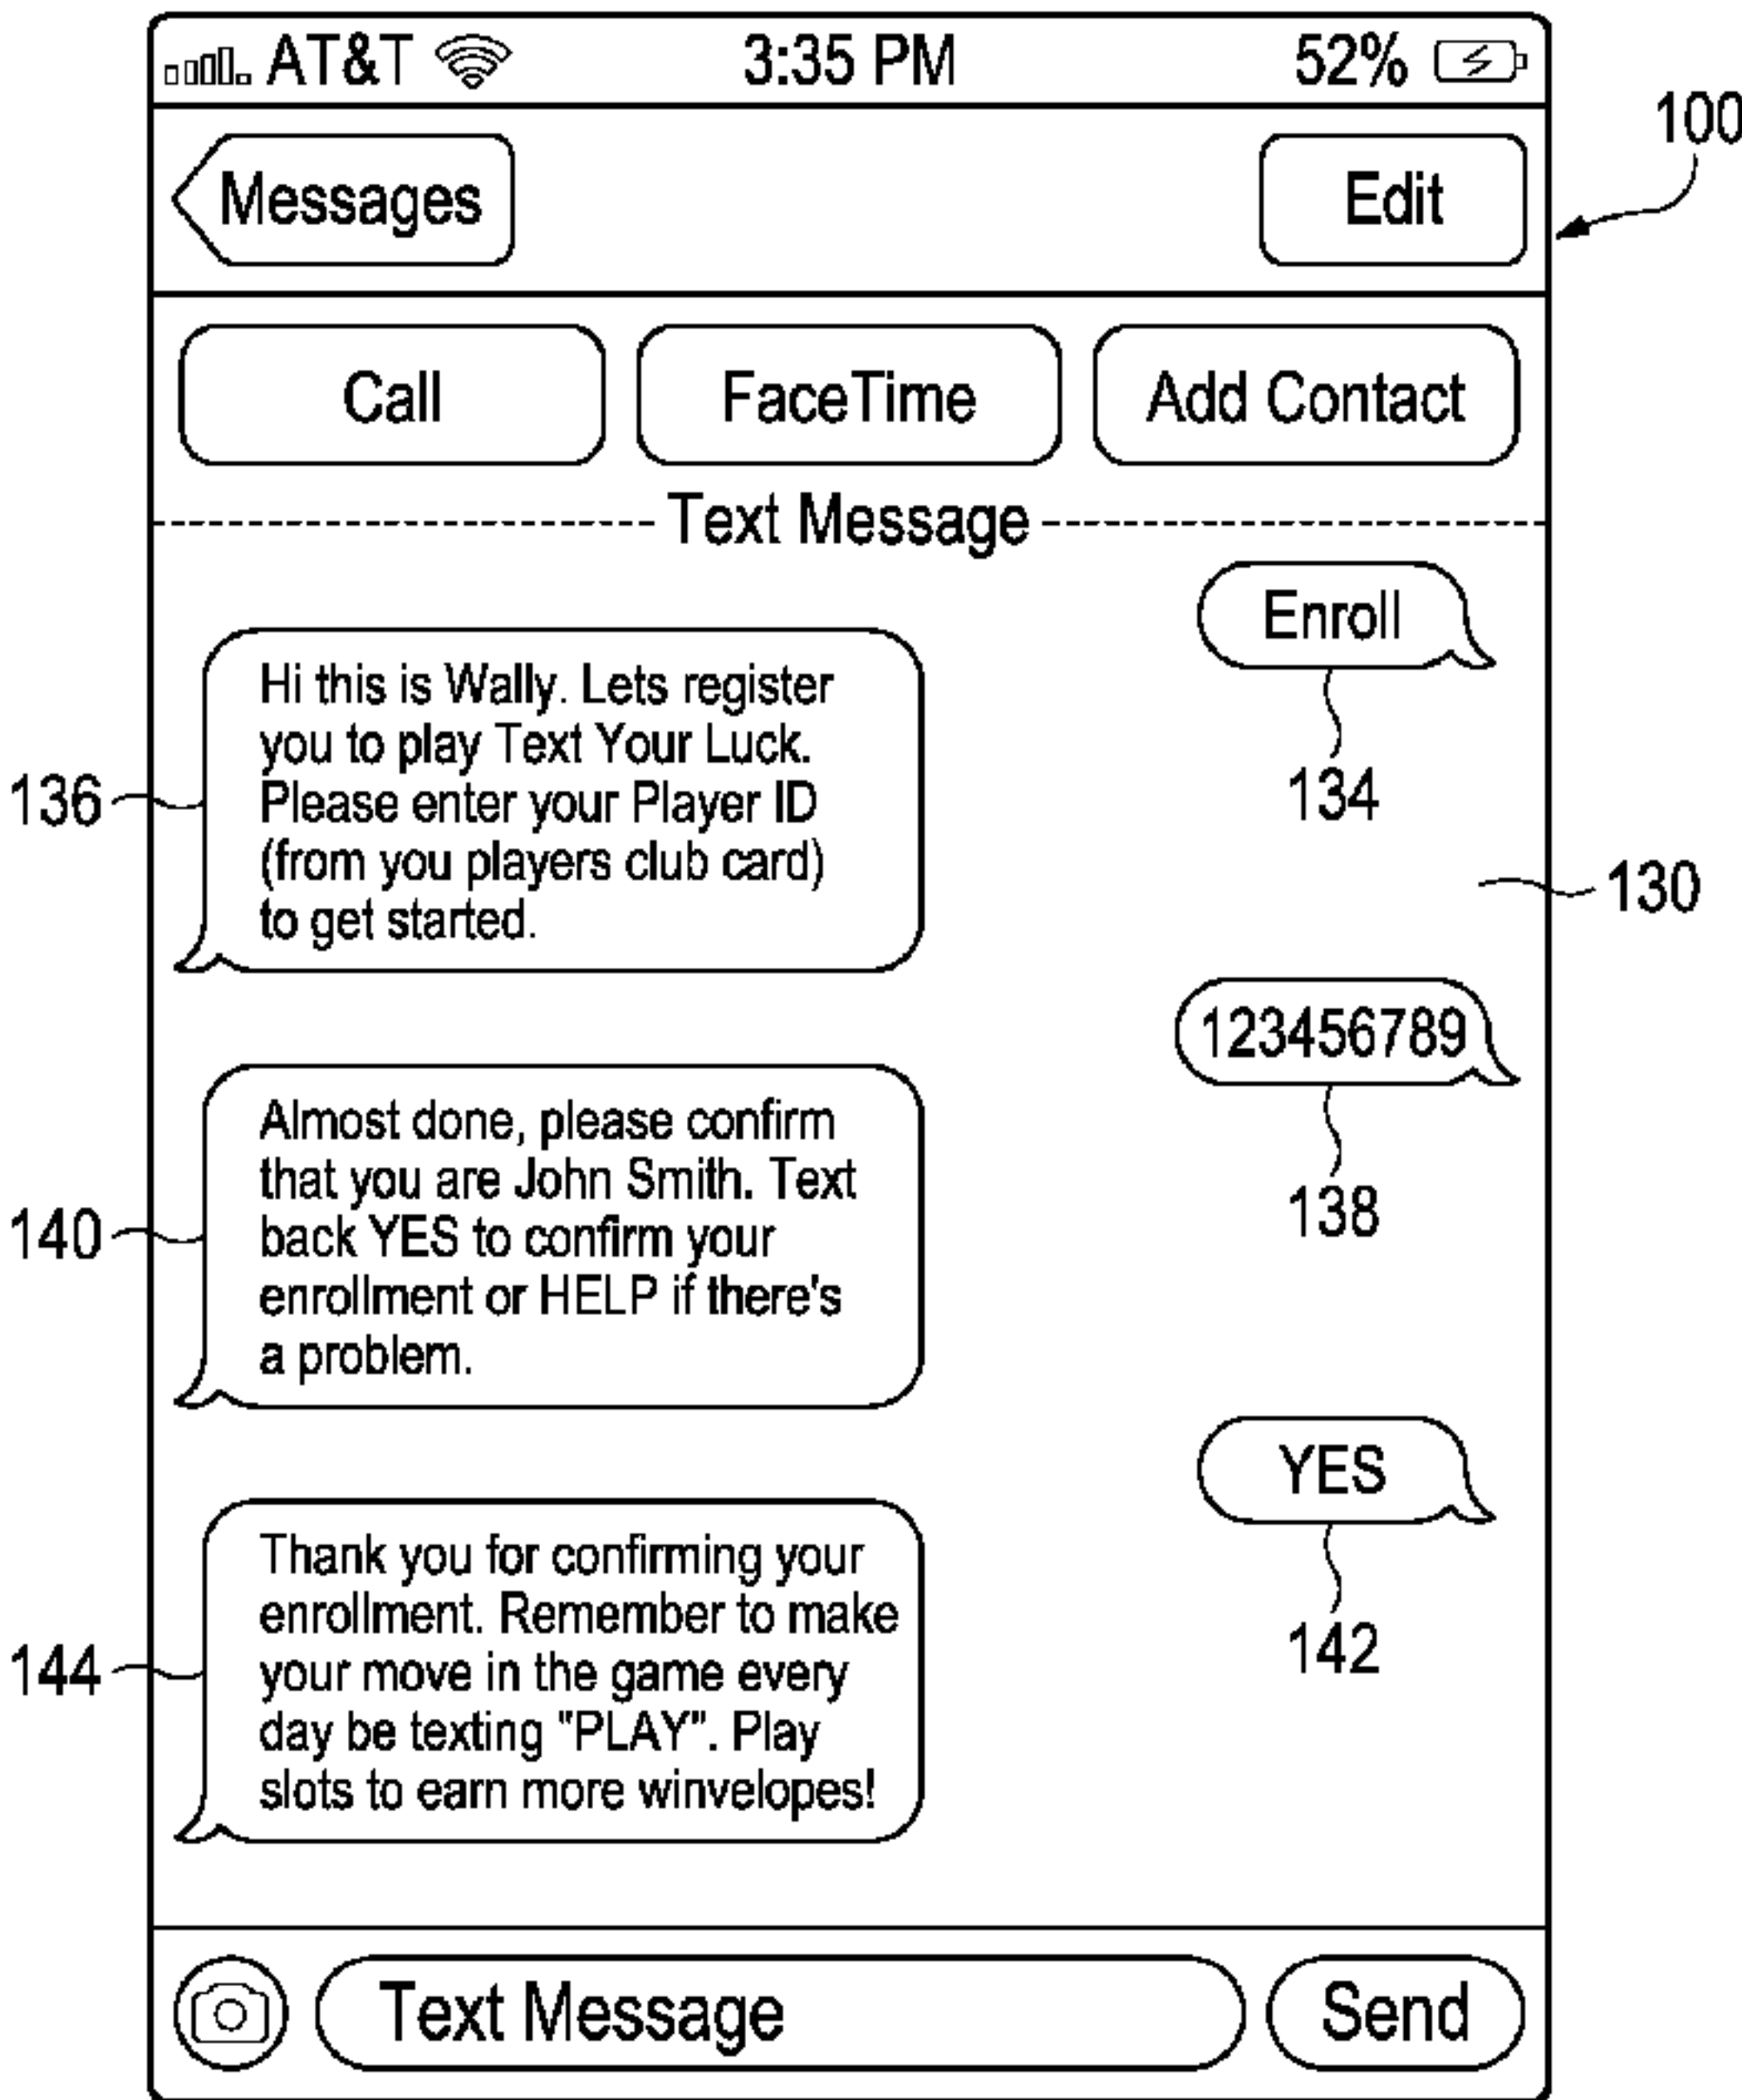 AT&T 3:35 PM 52%
100
Messages Edit
Call FaceTime Add Contact
Text Message
Enroll
134
136
Hi this is Wally. Lets register
you to play Text Your Luck.
Please enter your Player ID
(from you players club card)
to get started.
130
123456789
138
140
Almost done, please confirm
that you are John Smith. Text
back YES to confirm your
enrollment or HELP if there's
a problem.
YES
142
144
Thank you for confirming your
enrollment. Remember to make
your move in the game every
day be texting "PLAY". Play
slots to earn more winvelopes!
Text Message Send